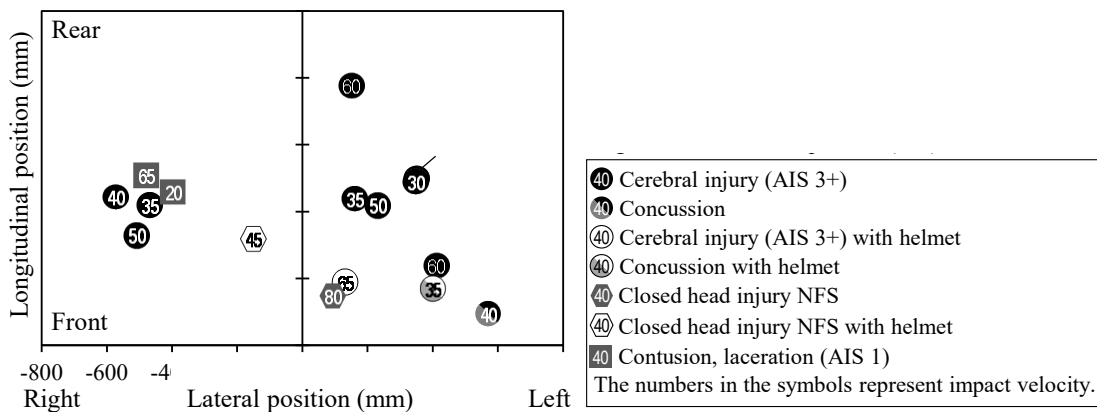 Rear
60
65
20
40
35
30
35
50
50
45
60
65
35
80
40
Front
Longitudinal position (mm)
-800 -600 -4
Right Lateral position (mm) Left
40 Cerebral injury (AIS 3+)
40 Concussion
40 Cerebral injury (AIS 3+) with helmet
40 Concussion with helmet
40 Closed head injury NFS
40 Closed head injury NFS with helmet
40 Contusion, laceration (AIS 1)
The numbers in the symbols represent impact velocity.